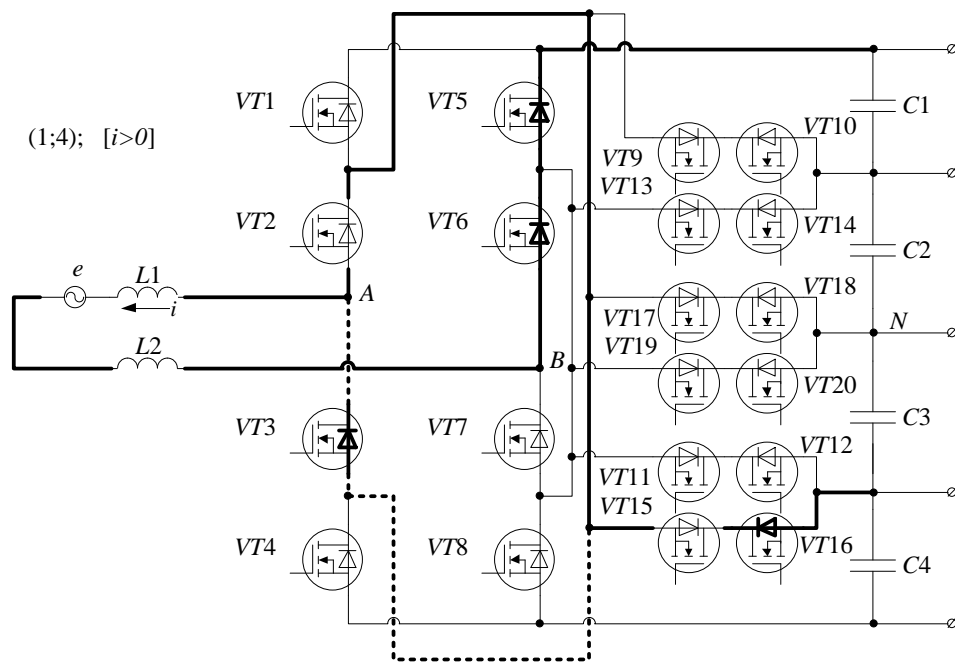 VT1
VT5
C1
(1;4); [i>0]
VT10
VT9
VT13
VT2
VT6
VT14
C2
e
L1
A
i
VT18
VT17
N
VT19
L2
B
VT20
VT3
VT7
C3
VT12
VT11
VT15
VT4
VT8
VT16
C4